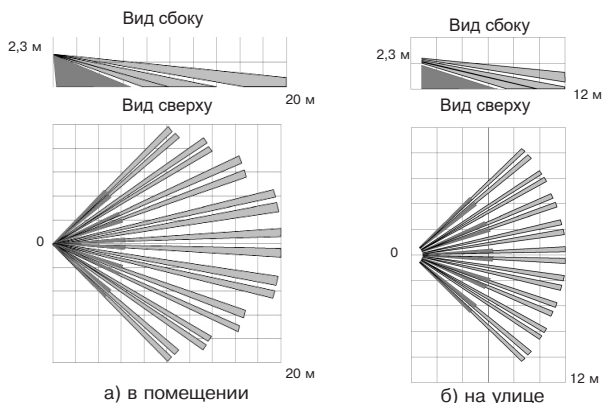 Вид сбоку
2,3 м
20 м
Вид сверху
0
20 м
а) в помещении
Вид сбоку
2,3 м
12 м
Вид сверху
0
12 м
б) на улице